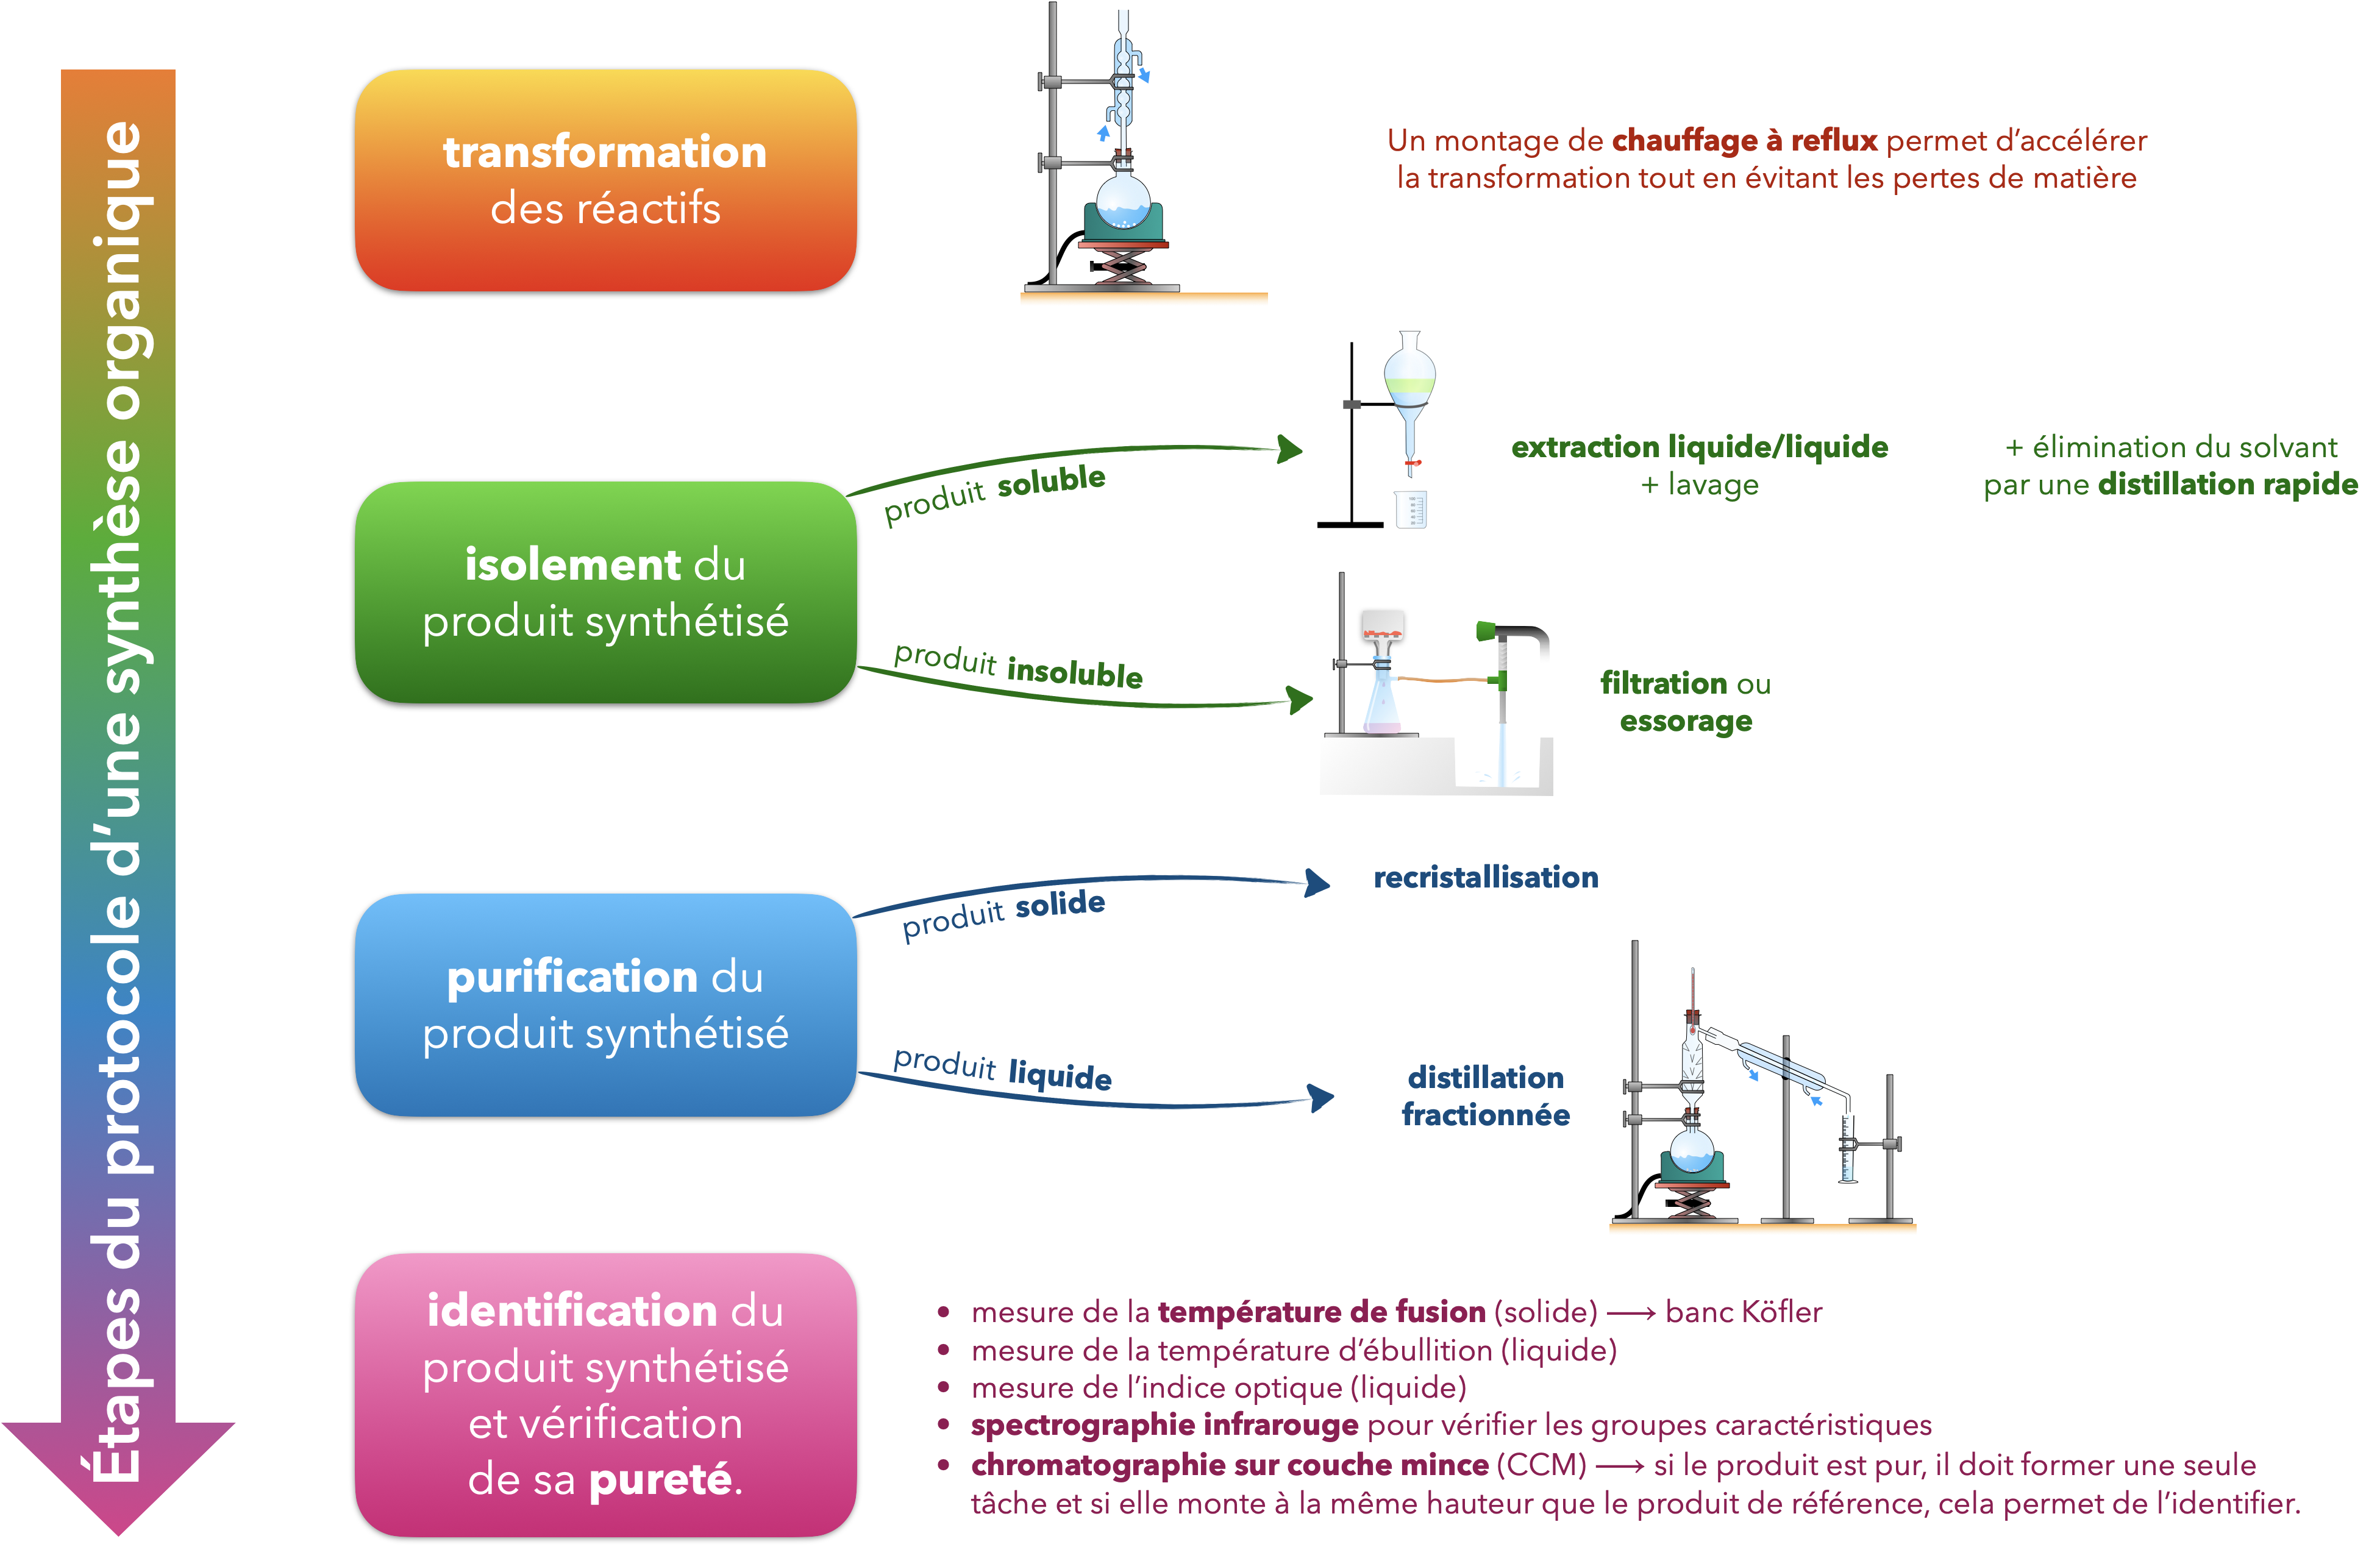 Étapes du protocole d’une synthèse organique
transformation
des réactifs
Un montage de chauffage à reflux permet d’accélérer
la transformation tout en évitant les pertes de matière
isolement du
produit synthétisé
produit soluble
extraction liquide/liquide
+ lavage
+ élimination du solvant
par une distillation rapide
produit insoluble
filtration ou
essorage
purification du
produit synthétisé
produit solide
recristallisation
produit liquide
distillation
fractionnée
identification du
produit synthétisé
et vérification
de sa pureté.
• mesure de la température de fusion (solide) ⟶ banc Köfler
• mesure de la température d’ébullition (liquide)
• mesure de l’indice optique (liquide)
• spectrographie infrarouge pour vérifier les groupes caractéristiques
• chromatographie sur couche mince (CCM) ⟶ si le produit est pur, il doit former une seule
tâche et si elle monte à la même hauteur que le produit de référence, cela permet de l’identifier.